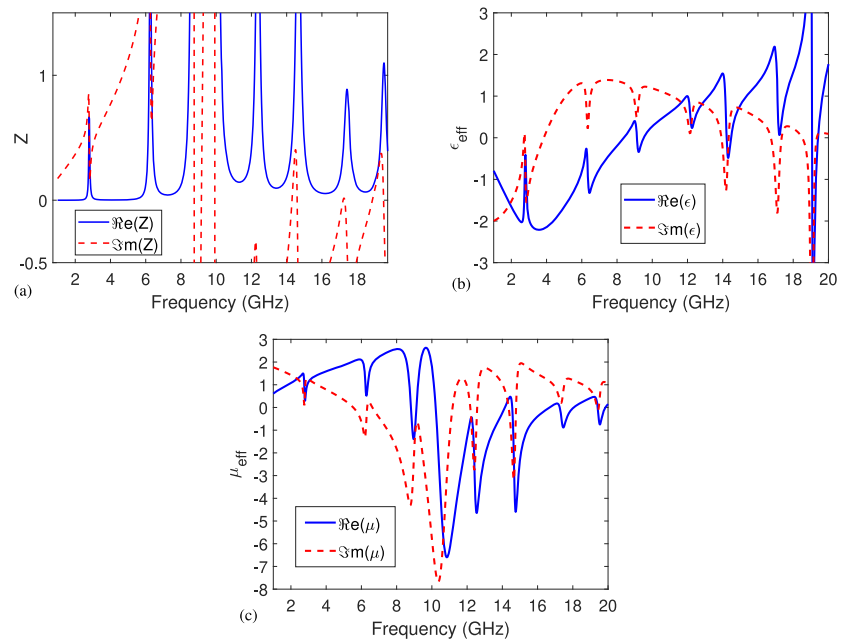 1
0
-0.5
Z
ℜe(Z)
ℑm(Z)
2 4 6 8 10 12 14 16 18
Frequency (GHz)
(a)
3
2
1
0
-1
-2
-3
ϵeff
ℜe(ϵ)
ℑm(ϵ)
2 4 6 8 10 12 14 16 18 20
Frequency (GHz)
(b)
3
2
1
0
-1
-2
-3
-4
-5
-6
-7
-8
μeff
ℜe(μ)
ℑm(μ)
2 4 6 8 10 12 14 16 18 20
Frequency (GHz)
(c)